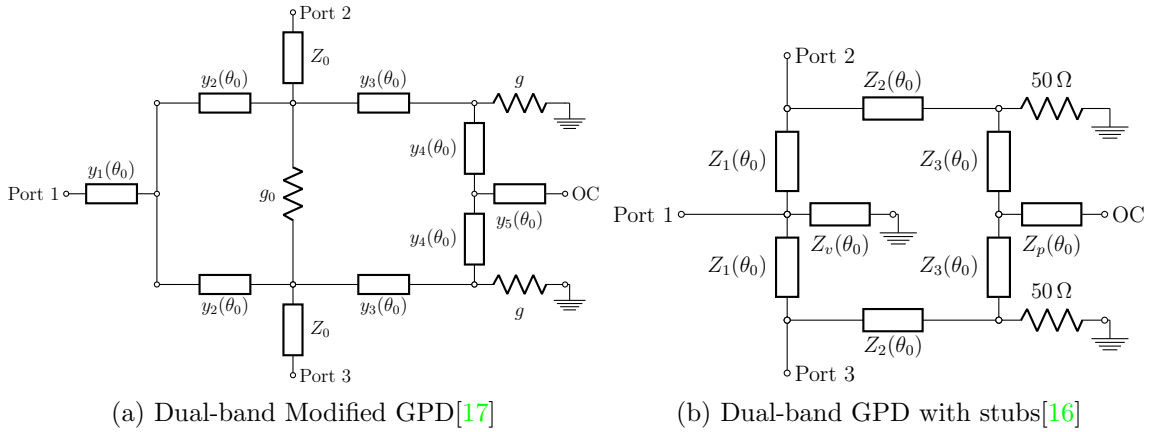 Port 2
Z₀
y₂(θ₀)
y₃(θ₀)
g
y₄(θ₀)
y₁(θ₀)
Port 1
g₀
OC
y₅(θ₀)
y₄(θ₀)
y₂(θ₀)
y₃(θ₀)
g
Z₀
Port 3
(a) Dual-band Modified GPD[17]
Port 2
Z₂(θ₀)
50 Ω
Z₁(θ₀)
Z₃(θ₀)
Port 1
OC
Zᵥ(θ₀)
Zₚ(θ₀)
Z₁(θ₀)
Z₃(θ₀)
50 Ω
Z₂(θ₀)
Port 3
(b) Dual-band GPD with stubs[16]